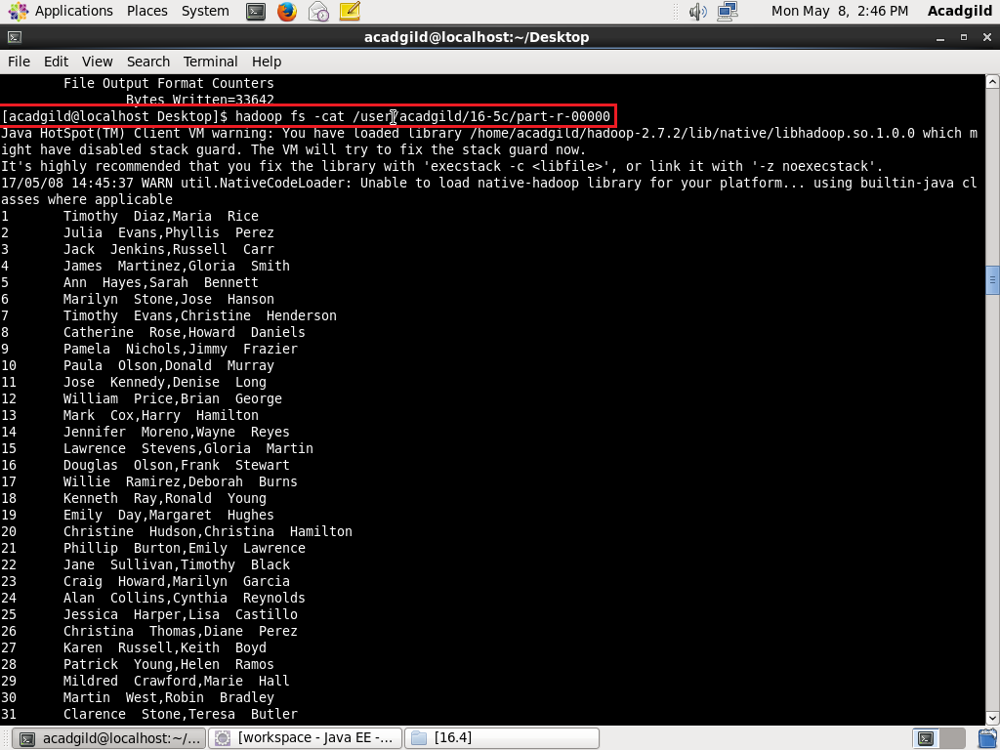 Applications Places System Mon May 8, 2:46 PM Acadgild
acadgild@localhost:~/Desktop
File Edit View Search Terminal Help
File Output Format Counters
Bytes Written=33642
[acadgild@localhost Desktop]$ hadoop fs -cat /user/acadgild/16-5c/part-r-00000
Java HotSpot(TM) Client VM warning: You have loaded library /home/acadgild/hadoop-2.7.2/lib/native/libhadoop.so.1.0.0 which m
ight have disabled stack guard. The VM will try to fix the stack guard now.
It's highly recommended that you fix the library with 'execstack -c <libfile>', or link it with '-z noexecstack'.
17/05/08 14:45:37 WARN util.NativeCodeLoader: Unable to load native-hadoop library for your platform... using builtin-java cl
asses where applicable
1 Timothy Diaz,Maria Rice
2 Julia Evans,Phyllis Perez
3 Jack Jenkins,Russell Carr
4 James Martinez,Gloria Smith
5 Ann Hayes,Sarah Bennett
6 Marilyn Stone,Jose Hanson
7 Timothy Evans,Christine Henderson
8 Catherine Rose,Howard Daniels
9 Pamela Nichols,Jimmy Frazier
10 Paula Olson,Donald Murray
11 Jose Kennedy,Denise Long
12 William Price,Brian George
13 Mark Cox,Harry Hamilton
14 Jennifer Moreno,Wayne Reyes
15 Lawrence Stevens,Gloria Martin
16 Douglas Olson,Frank Stewart
17 Willie Ramirez,Deborah Burns
18 Kenneth Ray,Ronald Young
19 Emily Day,Margaret Hughes
20 Christine Hudson,Christina Hamilton
21 Phillip Burton,Emily Lawrence
22 Jane Sullivan,Timothy Black
23 Craig Howard,Marilyn Garcia
24 Alan Collins,Cynthia Reynolds
25 Jessica Harper,Lisa Castillo
26 Christina Thomas,Diane Perez
27 Karen Russell,Keith Boyd
28 Patrick Young,Helen Ramos
29 Mildred Crawford,Marie Hall
30 Martin West,Robin Bradley
31 Clarence Stone,Teresa Butler
acadgild@localhost:~/... [workspace - Java EE -... [16.4]